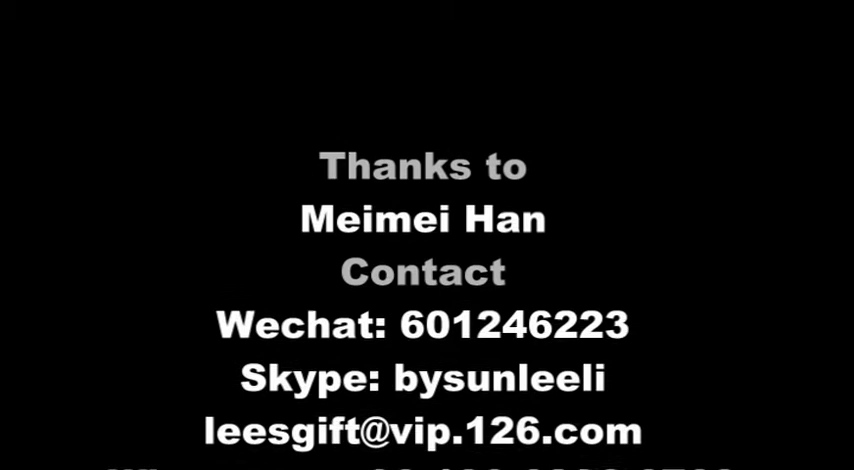 Thanks to
Meimei Han
Contact
Wechat: 601246223
Skype: bysunleeli
leesgift@vip.126.com